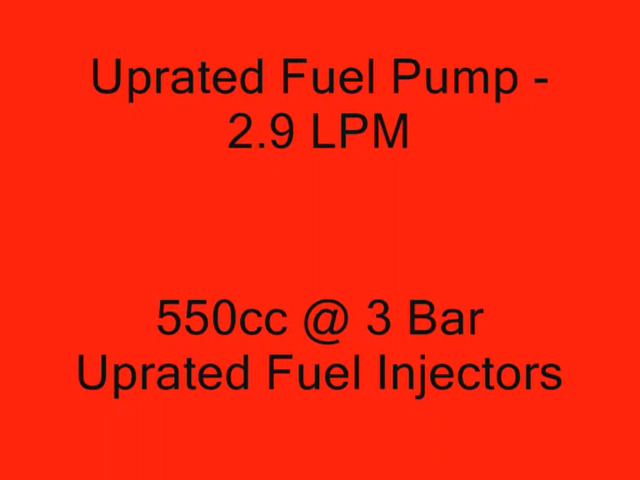 Uprated Fuel Pump -
2.9 LPM
550cc @ 3 Bar
Uprated Fuel Injectors